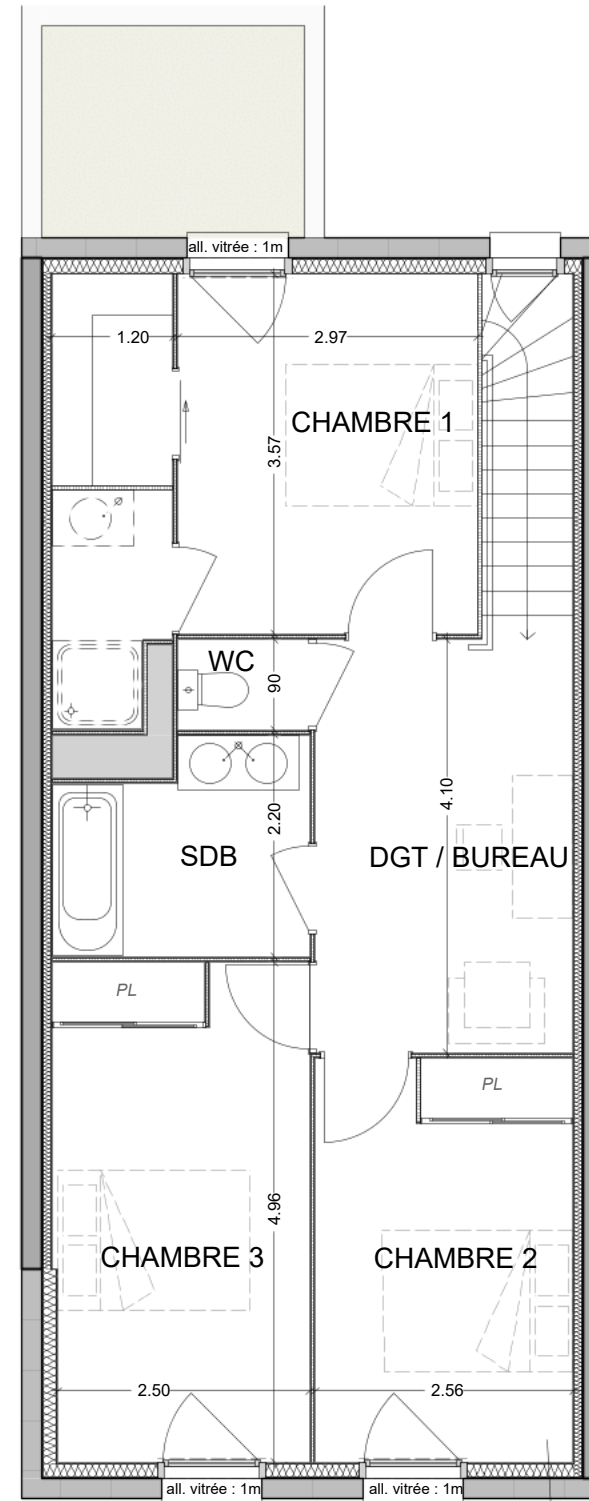 all. vitrée : 1m
1.20
2.97
CHAMBRE 1
3.57
WC
90
4.10
2.20
SDB
DGT / BUREAU
PL
PL
4.96
CHAMBRE 3
CHAMBRE 2
2.50
2.56
all. vitrée : 1m
all. vitrée : 1m